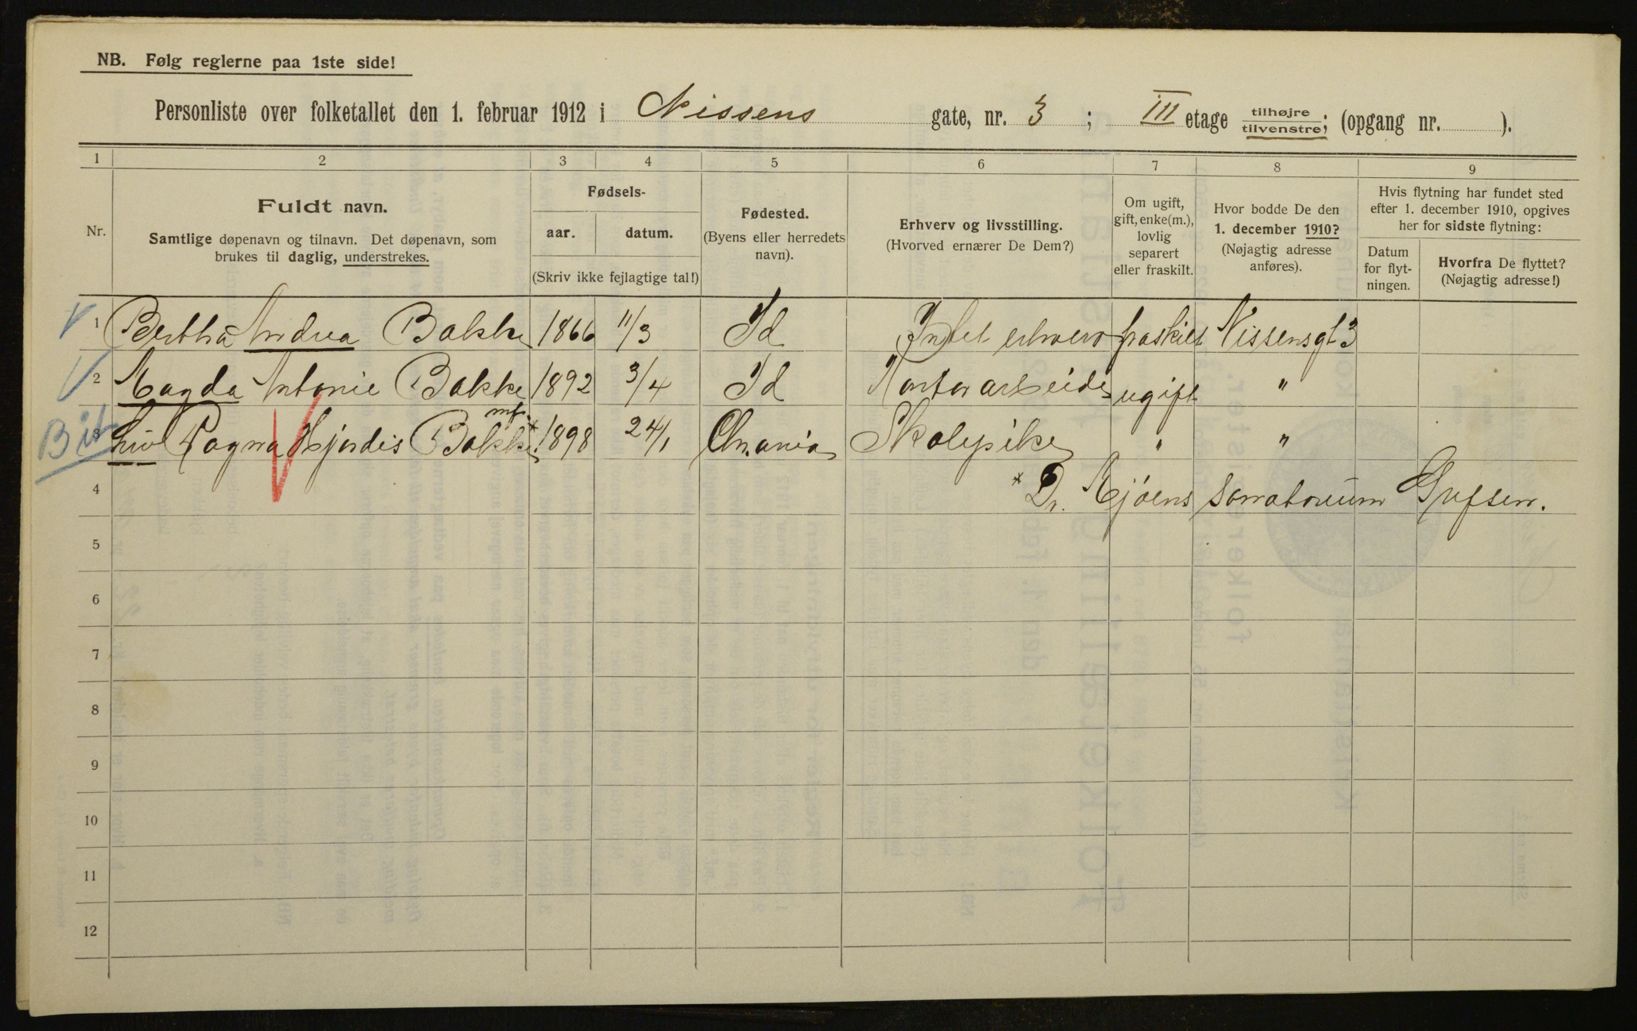 NB. Følg reglerne paa 1ste side!
Personliste over folketallet den 1. februar 1912 i Nissens gate, nr. 3 ; III etage tilhøjre tilvenstre; (opgang nr. ).
1 2 3 4 5 6 7 8 9
Nr.
Fuldt navn.
Samtlige døpenavn og tilnavn. Det døpenavn, som
brukes til daglig, understrekes.
Fødsels-
aar. datum.
(Skriv ikke fejlagtige tal!)
Fødested.
(Byens eller herredets
navn).
Erhverv og livsstilling.
(Hvorved ernærer De Dem?)
Om ugift,
gift, enke(m.),
lovlig
separert
eller fraskilt.
Hvor bodde De den
1. december 1910?
(Nøjagtig adresse
anføres).
Hvis flytning har fundet sted
efter 1. december 1910, opgives
her for sidste flytning:
Datum
for flyt-
ningen.
Hvorfra De flyttet?
(Nøjagtig adresse!)
1 Bertha Andrea Bakke 1866 11/3 Id Intet erhverv fraskilt Nissensgt 3
2 Magda Antonie Bakke 1892 3/4 Id Kontorarbeide ugift "
mf.
3 Liv Ragna Hjørdis Bakke * 1898 24/1 Chr.ania Skolepike " "
4 * Dr. Kjøens Sanatorium Grefsen.
5
6
7
8
9
10
11
12